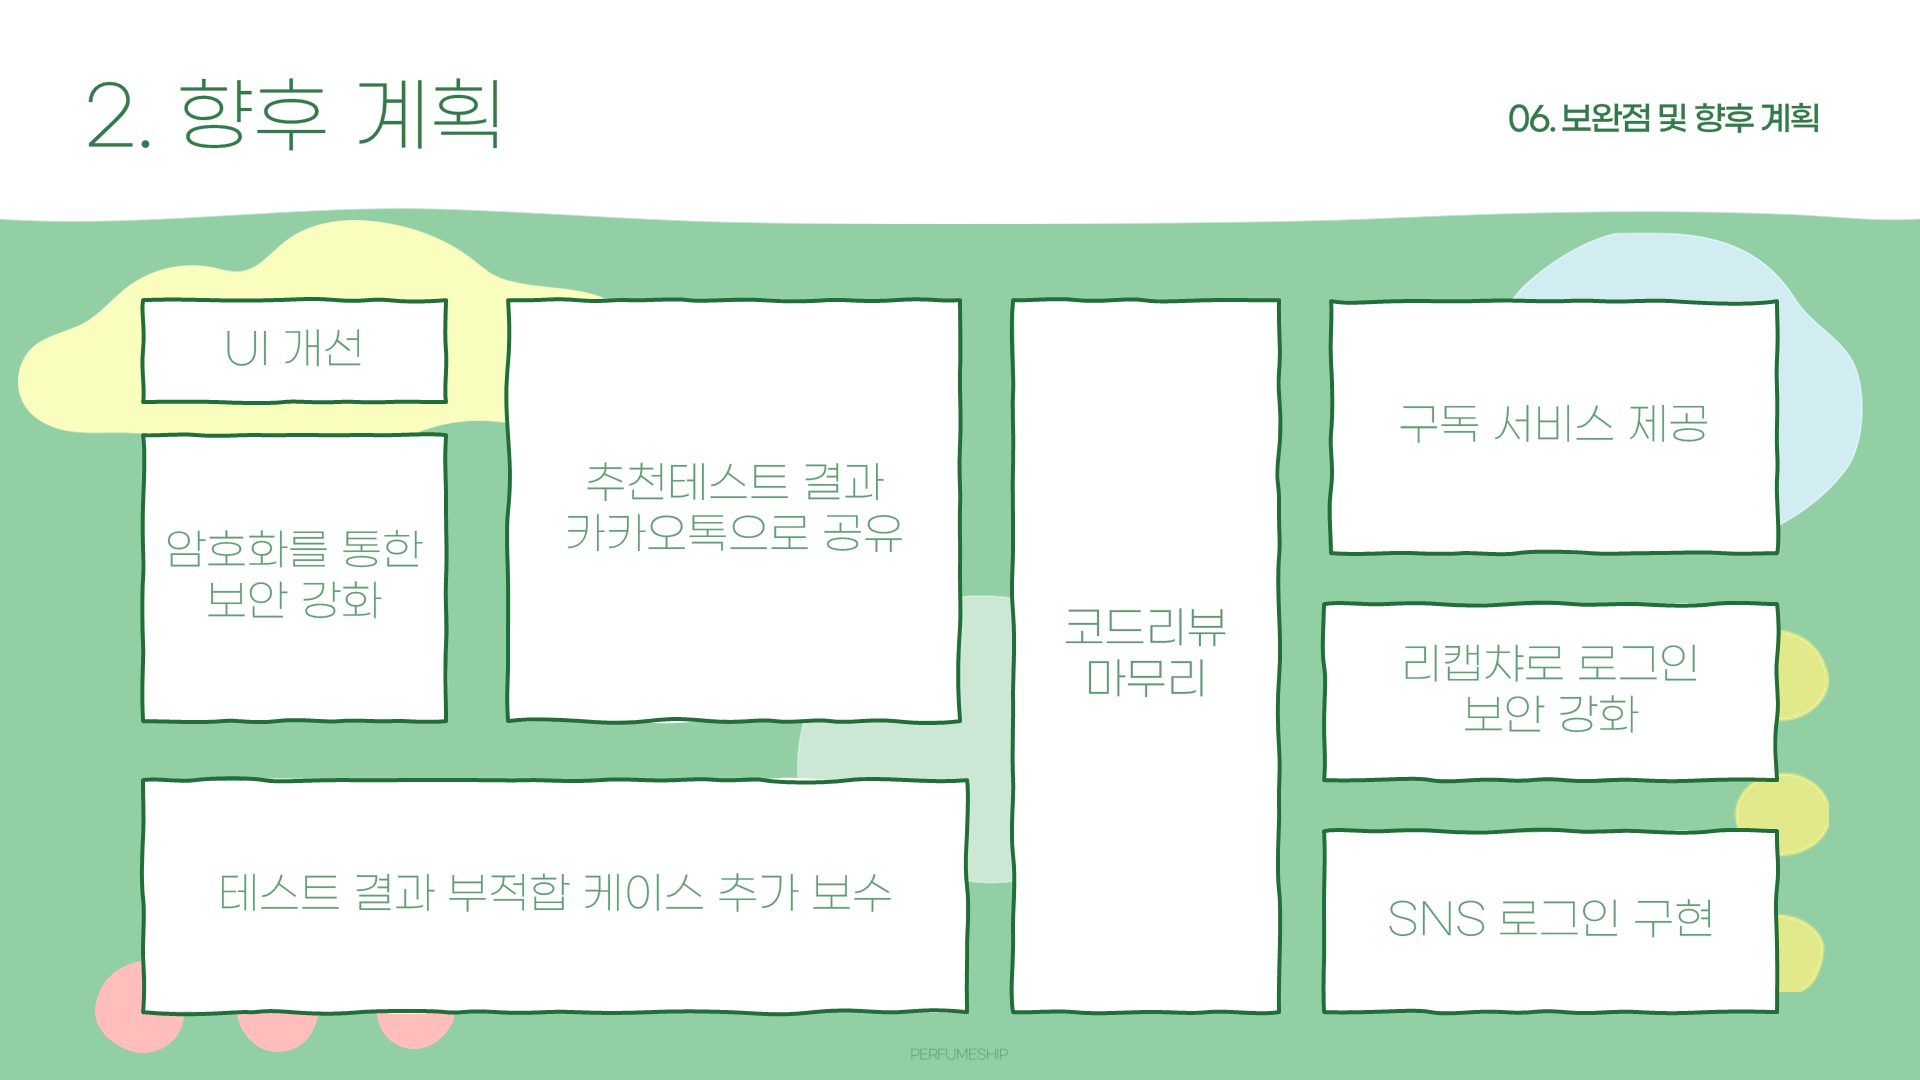 2. 향후 계획
06. 보완점 및 향후 계획
UI 개선
암호화를 통한
보안 강화
추천테스트 결과
카카오톡으로 공유
테스트 결과 부적합 케이스 추가 보수
코드리뷰
마무리
구독 서비스 제공
리캡챠로 로그인
보안 강화
SNS 로그인 구현
PERFUMESHIP